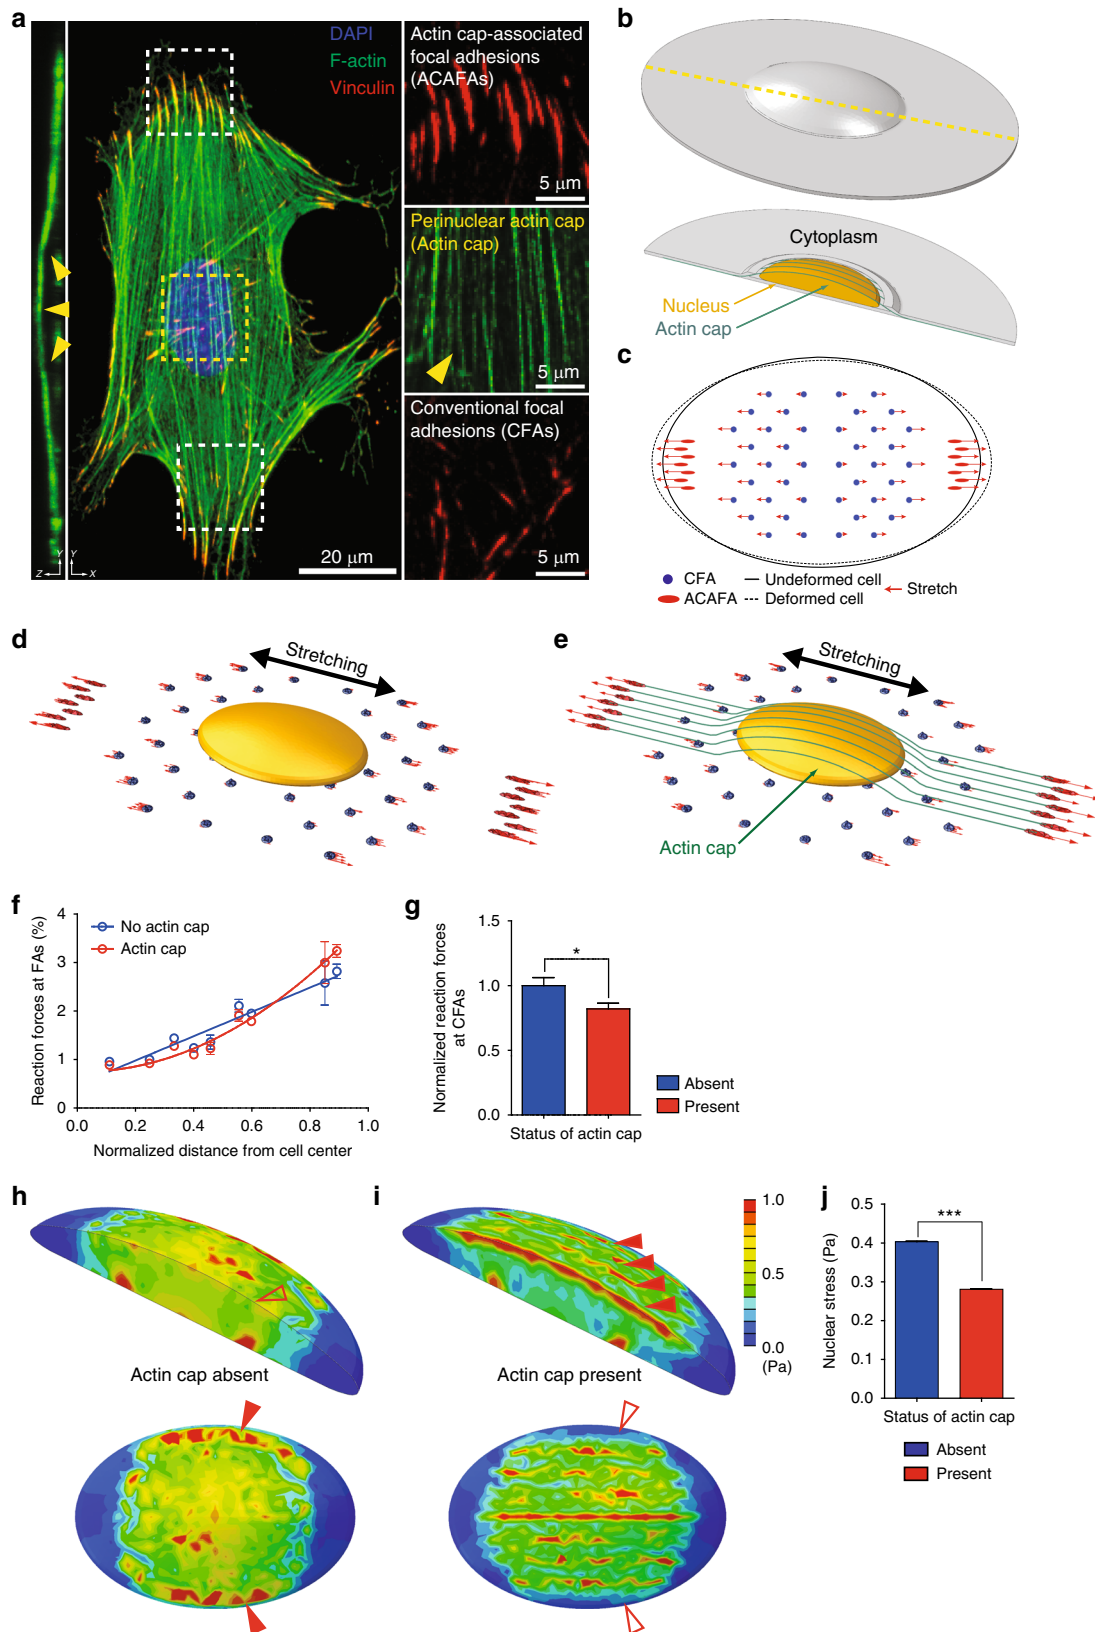 a
DAPI
F-actin
Vinculin
Actin cap-associated
focal adhesions
(ACAFAs)
5 μm
Perinuclear actin cap
(Actin cap)
5 μm
Conventional focal
adhesions (CFAs)
5 μm
20 μm
Y
Z
Y
X
b
Cytoplasm
Nucleus
Actin cap
c
CFA
Undeformed cell
Stretch
ACAFA
Deformed cell
d
Stretching
e
Stretching
Actin cap
f
Reaction forces at FAs (%)
4
3
2
1
0
No actin cap
Actin cap
0.0 0.2 0.4 0.6 0.8 1.0
Normalized distance from cell center
g
Normalized reaction forces
at CFAs
1.5
1.0
0.5
0.0
*
Status of actin cap
Absent
Present
h
Actin cap absent
i
Actin cap present
1.0
0.5
0.0
(Pa)
j
Nuclear stress (Pa)
0.5
0.4
0.3
0.2
0.1
0.0
***
Status of actin cap
Absent
Present